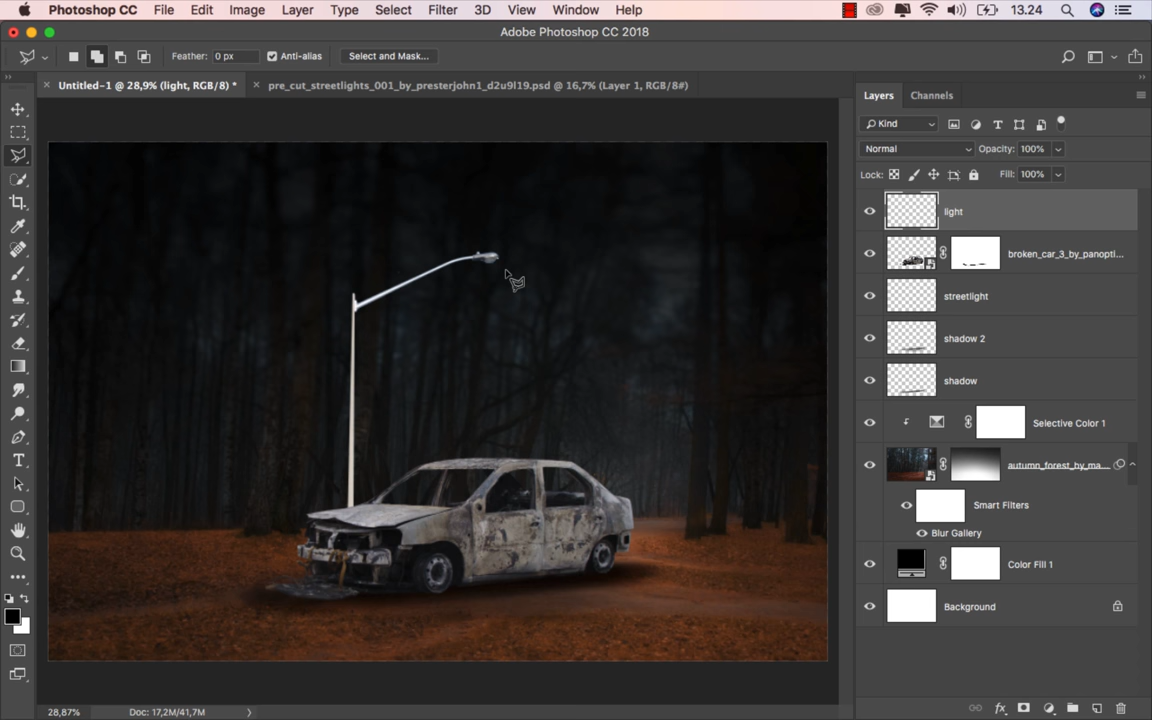 Photoshop CC File Edit Image Layer Type Select Filter 3D View Window Help 13.24
Adobe Photoshop CC 2018
Feather: 0 px Anti-alias Select and Mask...
Untitled-1 @ 28,9% (light, RGB/8) * pre_cut_streetlights_001_by_presterjohn1_d2u9l19.psd @ 16,7% (Layer 1, RGB/8#)
Layers Channels
Kind
Normal Opacity: 100%
Lock: Fill: 100%
light
broken_car_3_by_panopti...
streetlight
shadow 2
shadow
Selective Color 1
autumn_forest_by_ma...
Smart Filters
Blur Gallery
Color Fill 1
Background
28,87% Doc: 17,2M/41,7M